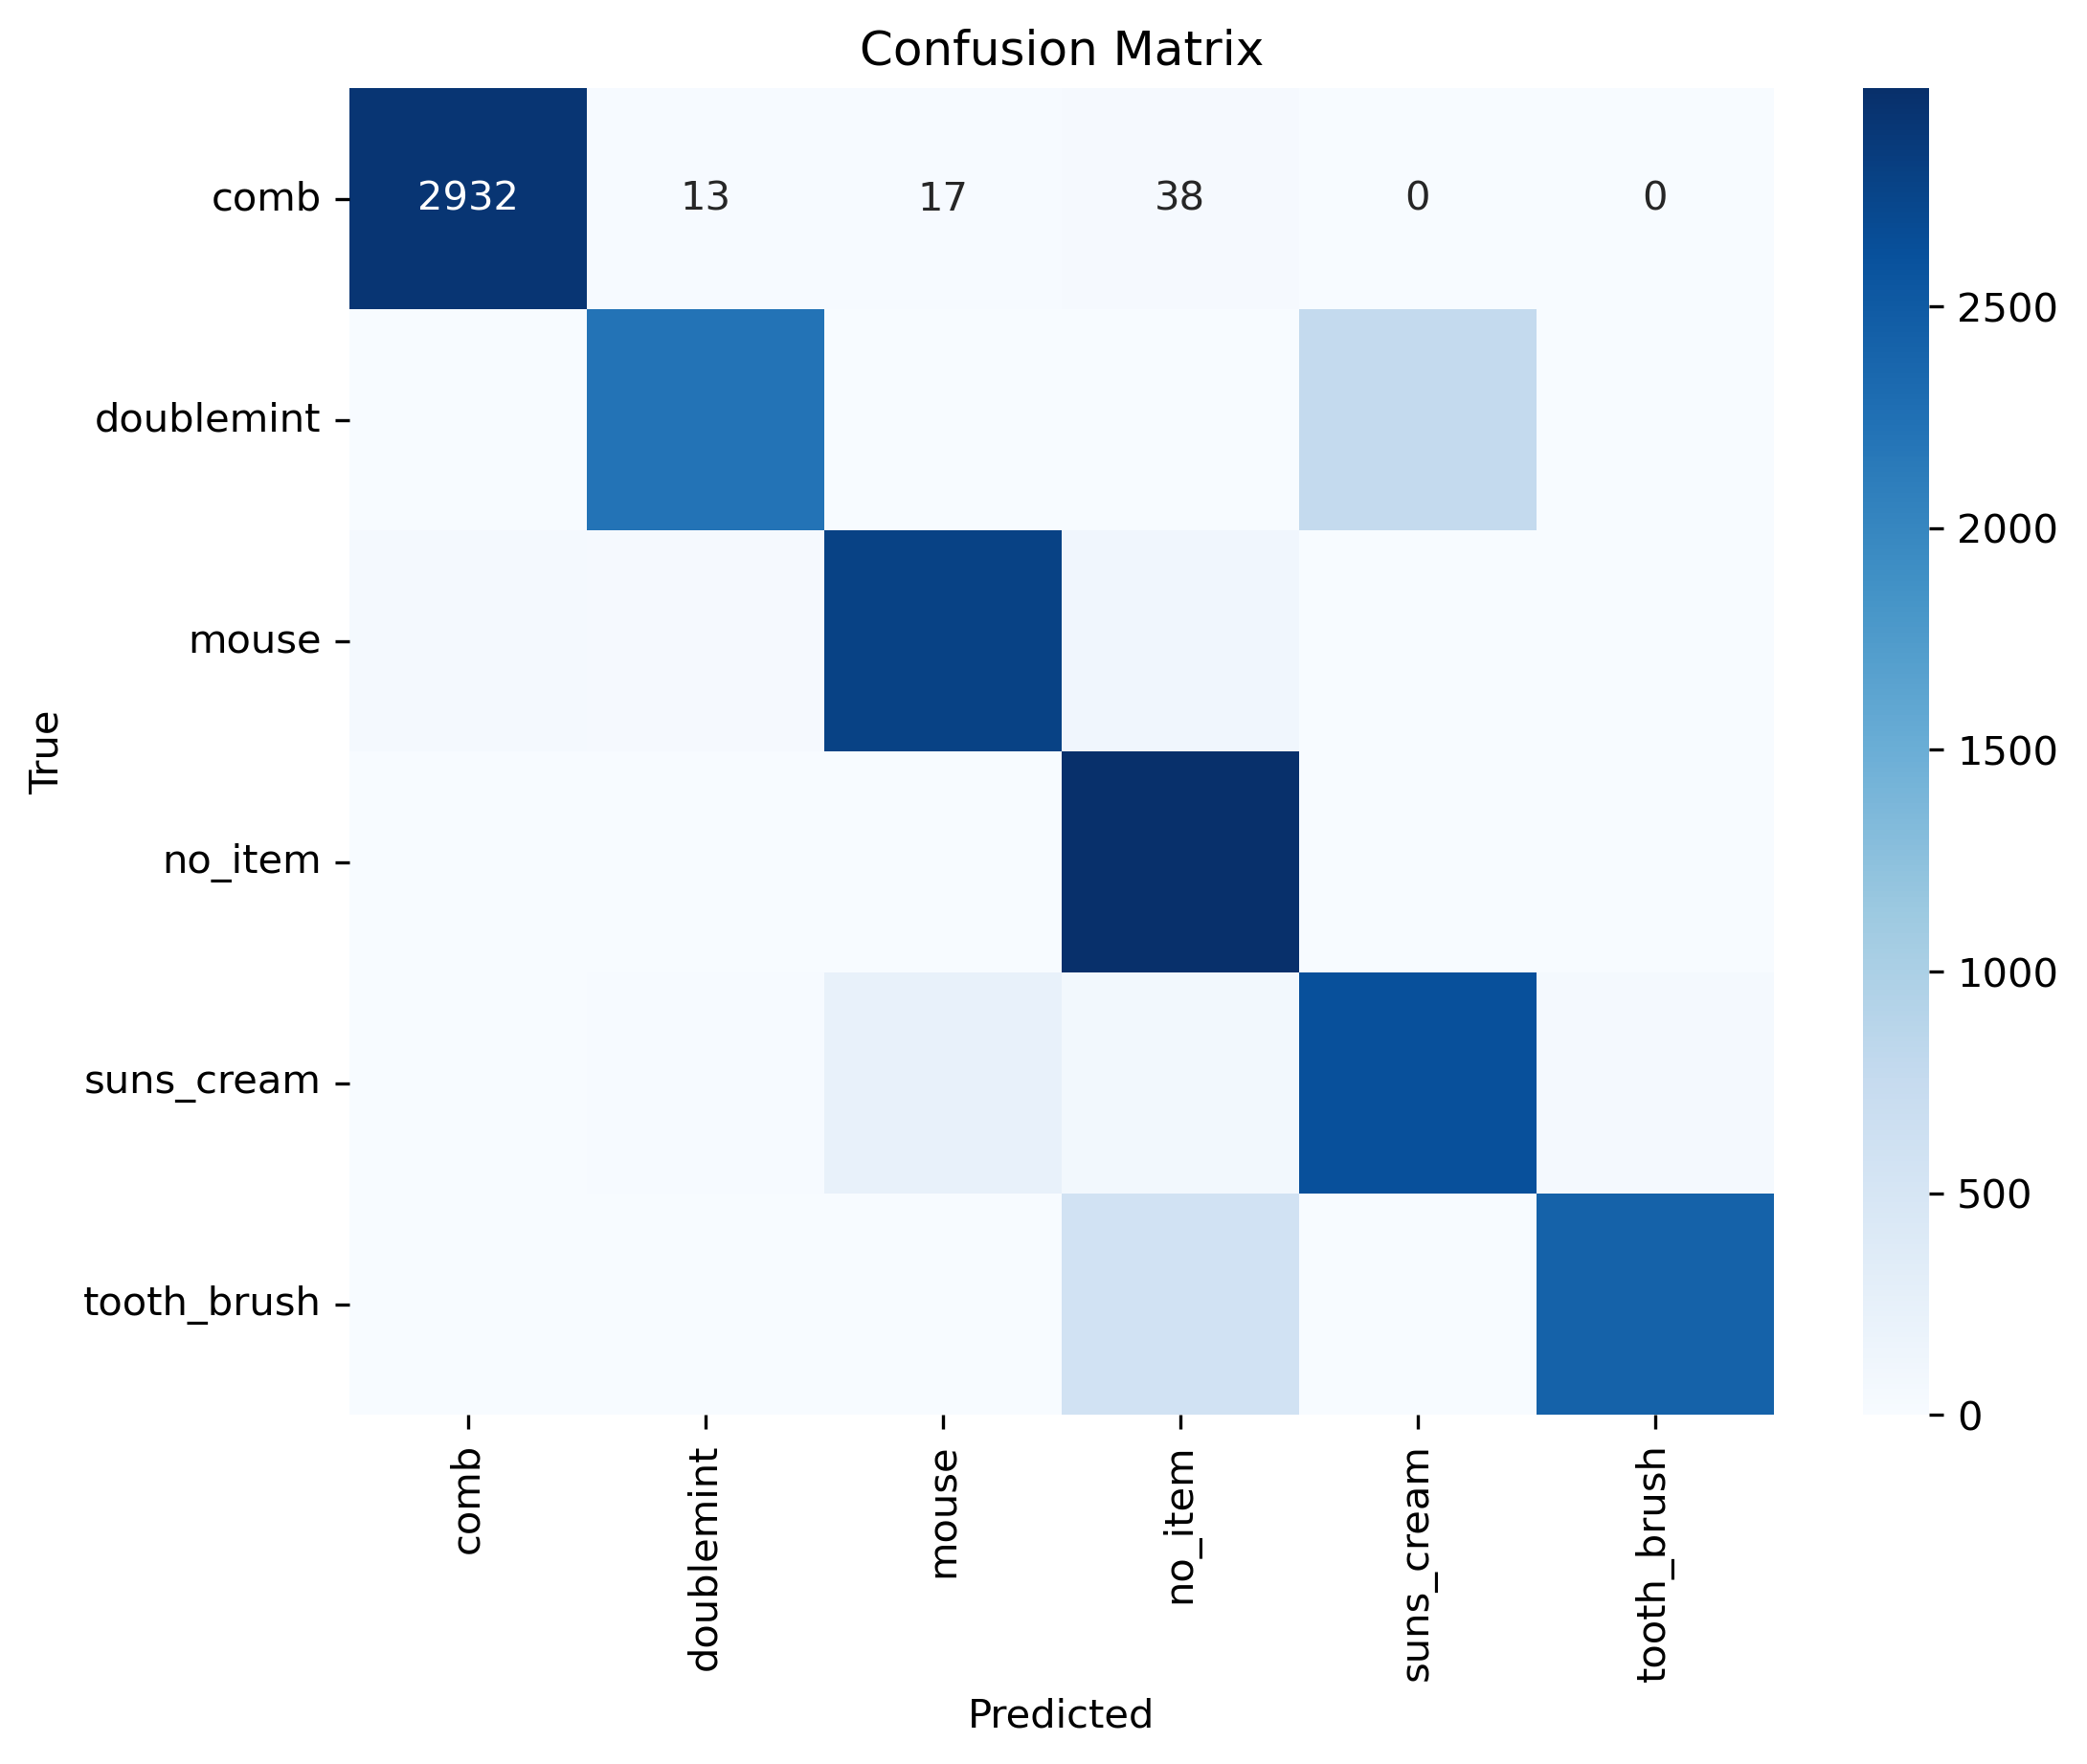 Confusion Matrix
comb 2932 13 17 38 0 0
doublemint
mouse
no_item
suns_cream
tooth_brush
True
comb doublemint mouse no_item suns_cream tooth_brush
Predicted
2500
2000
1500
1000
500
0